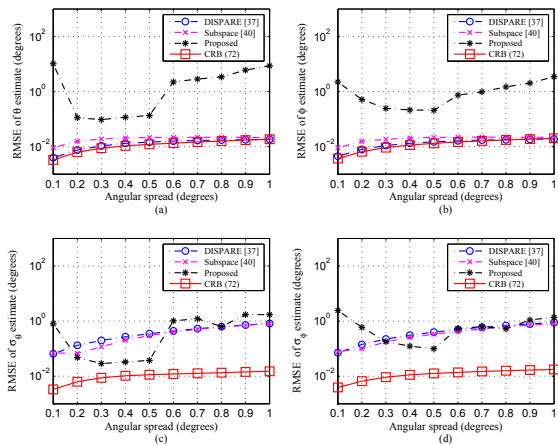 RMSE of θ estimate (degrees)
10^2
10^0
10^−2
DISPARE [37]
Subspace [40]
Proposed
CRB (72)
0.1 0.2 0.3 0.4 0.5 0.6 0.7 0.8 0.9 1
Angular spread (degrees)
(a)
RMSE of ϕ estimate (degrees)
10^2
10^0
10^−2
DISPARE [37]
Subspace [40]
Proposed
CRB (72)
0.1 0.2 0.3 0.4 0.5 0.6 0.7 0.8 0.9 1
Angular spread (degrees)
(b)
RMSE of σ_θ estimate (degrees)
10^2
10^0
10^−2
DISPARE [37]
Subspace [40]
Proposed
CRB (72)
0.1 0.2 0.3 0.4 0.5 0.6 0.7 0.8 0.9 1
Angular spread (degrees)
(c)
RMSE of σ_ϕ estimate (degrees)
10^2
10^0
10^−2
DISPARE [37]
Subspace [40]
Proposed
CRB (72)
0.1 0.2 0.3 0.4 0.5 0.6 0.7 0.8 0.9 1
Angular spread (degrees)
(d)